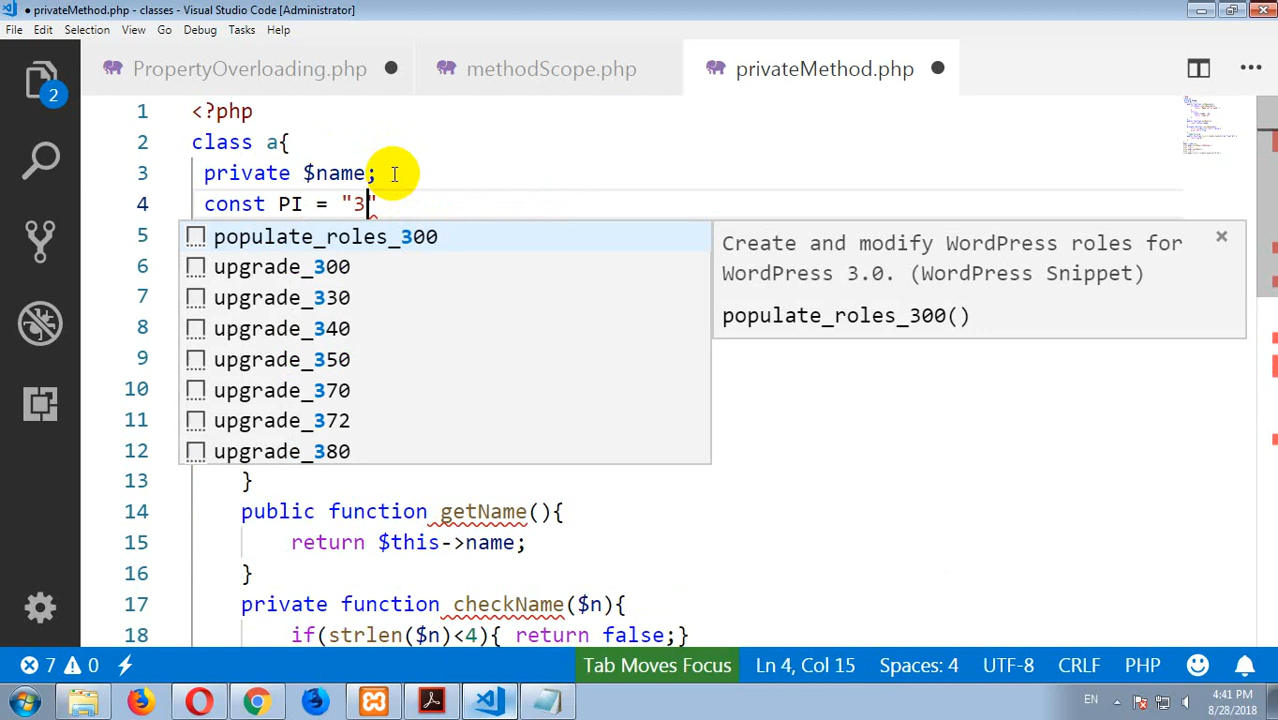 privateMethod.php - classes - Visual Studio Code [Administrator]
File Edit Selection View Go Debug Tasks Help
PropertyOverloading.php methodScope.php privateMethod.php
2
1 <?php
2 class a{
3 private $name;
4 const PI = "3"
5 populate_roles_300
6 upgrade_300
7 upgrade_330
8 upgrade_340
9 upgrade_350
10 upgrade_370
11 upgrade_372
12 upgrade_380
Create and modify WordPress roles for
WordPress 3.0. (WordPress Snippet)
populate_roles_300()
13 }
14 public function getName(){
15 return $this->name;
16 }
17 private function checkName($n){
18 if(strlen($n)<4){ return false;}
7 0 Tab Moves Focus Ln 4, Col 15 Spaces: 4 UTF-8 CRLF PHP
EN 4:41 PM
8/28/2018